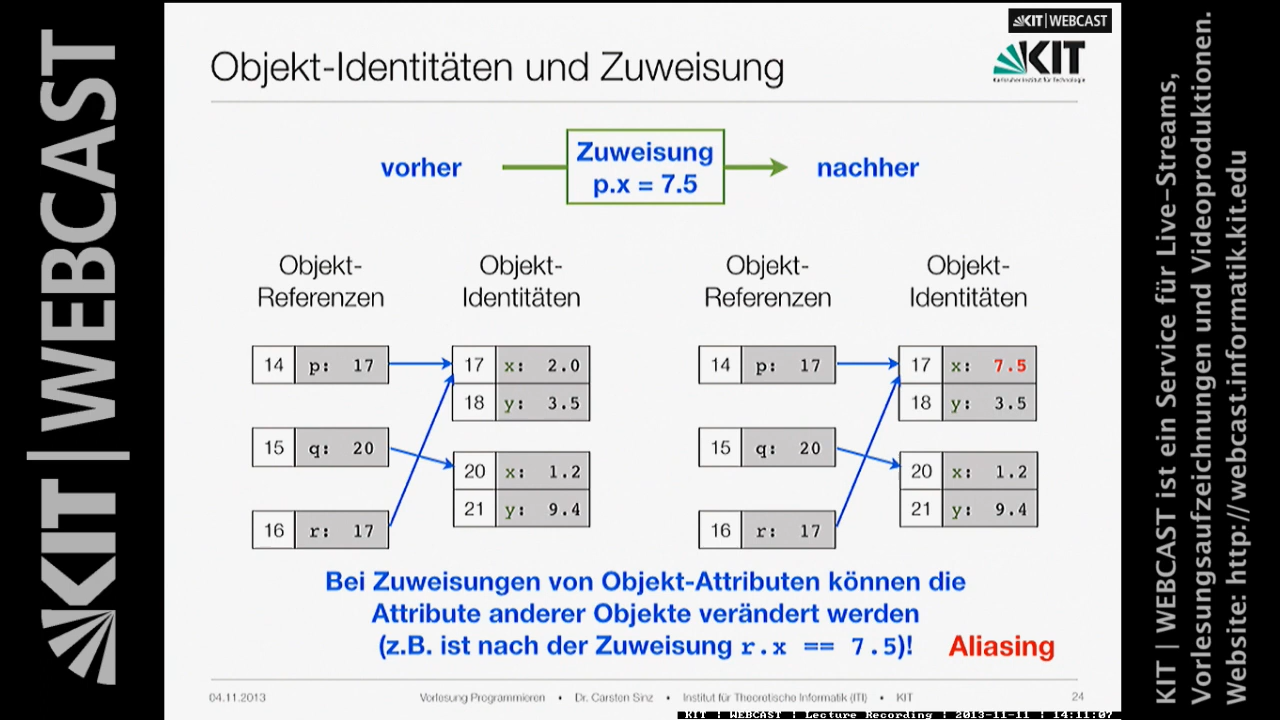 KIT | WEBCAST
KIT | WEBCAST
Objekt-Identitäten und Zuweisung
KIT
Karlsruher Institut für Technologie
vorher
Zuweisung
p.x = 7.5
nachher
Objekt-
Referenzen
Objekt-
Identitäten
Objekt-
Referenzen
Objekt-
Identitäten
14 p: 17
17 x: 2.0
18 y: 3.5
15 q: 20
20 x: 1.2
21 y: 9.4
16 r: 17
14 p: 17
17 x: 7.5
18 y: 3.5
15 q: 20
20 x: 1.2
21 y: 9.4
16 r: 17
Bei Zuweisungen von Objekt-Attributen können die
Attribute anderer Objekte verändert werden
(z.B. ist nach der Zuweisung r.x == 7.5)!
Aliasing
04.11.2013 Vorlesung Programmieren • Dr. Carsten Sinz • Institut für Theoretische Informatik (ITI) • KIT 24
KIT | WEBCAST | Lecture Recording | 2013-11-11 | 14:11:07
KIT | WEBCAST ist ein Service für Live-Streams,
Vorlesungsaufzeichnungen und Videoproduktionen.
Website: http://webcast.informatik.kit.edu